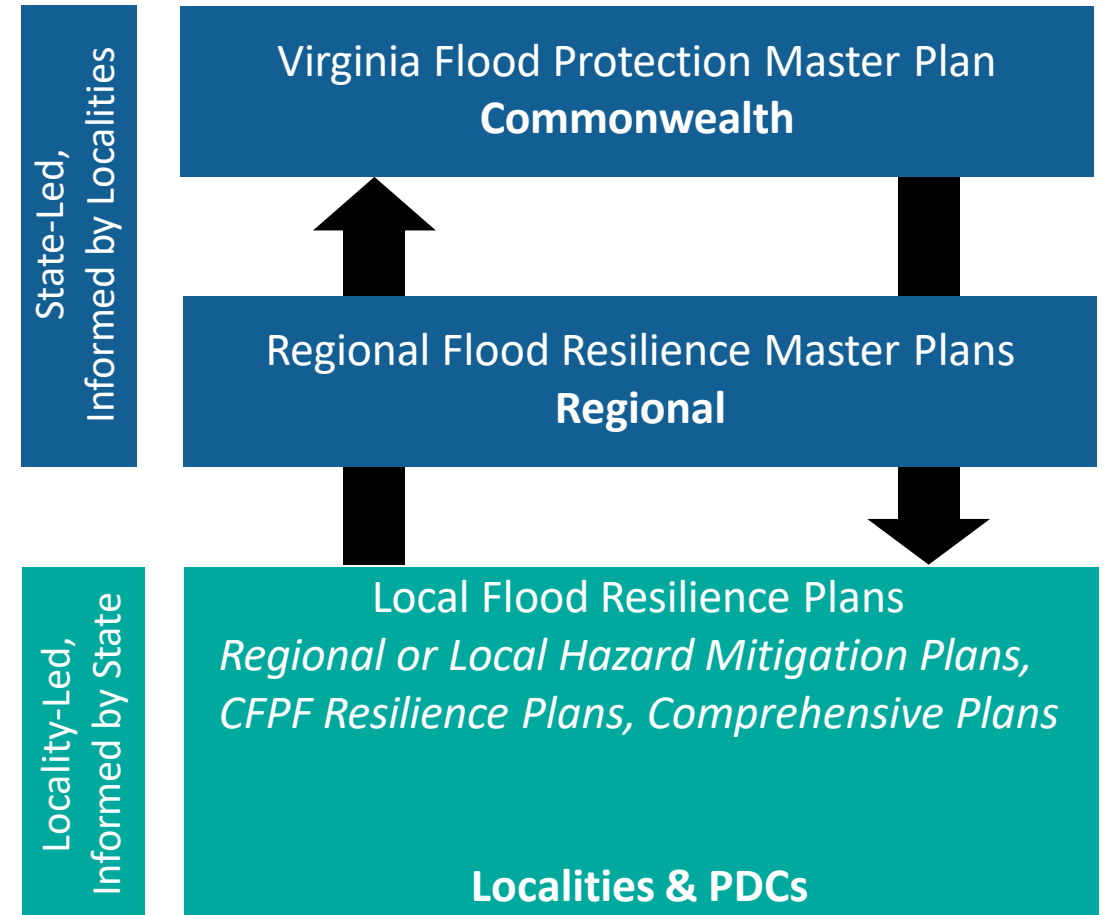 State-Led,
Informed by Localities
Virginia Flood Protection Master Plan
Commonwealth
Regional Flood Resilience Master Plans
Regional
Locality-Led,
Informed by State
Local Flood Resilience Plans
Regional or Local Hazard Mitigation Plans,
CFPF Resilience Plans, Comprehensive Plans
Localities & PDCs